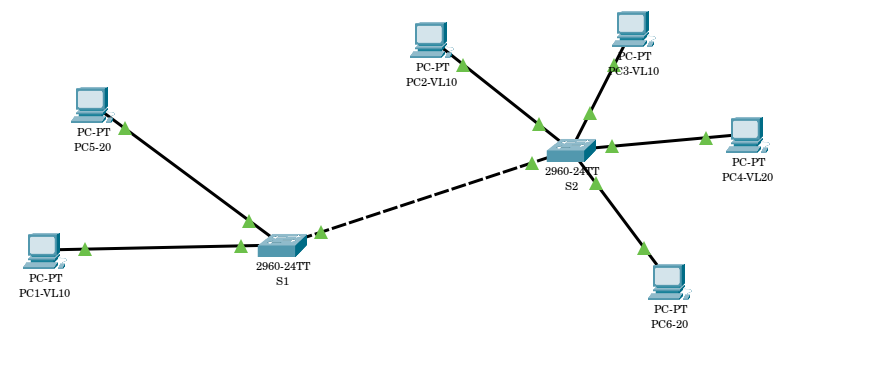 PC-PT
PC2-VL10
PC-PT
PC3-VL10
PC-PT
PC5-20
PC-PT
PC4-VL20
2960-24TT
S2
2960-24TT
S1
PC-PT
PC1-VL10
PC-PT
PC6-20